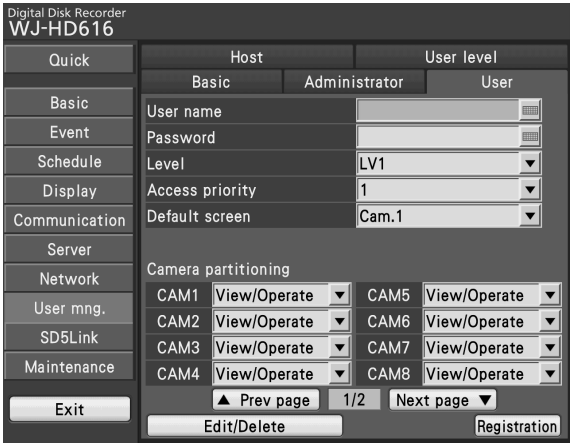 Digital Disk Recorder
WJ-HD616
Quick
Basic
Event
Schedule
Display
Communication
Server
Network
User mng.
SD5Link
Maintenance
Exit
Host User level
Basic Administrator User
User name
Password
Level LV1
Access priority 1
Default screen Cam.1
Camera partitioning
CAM1 View/Operate CAM5 View/Operate
CAM2 View/Operate CAM6 View/Operate
CAM3 View/Operate CAM7 View/Operate
CAM4 View/Operate CAM8 View/Operate
▲ Prev page 1/2 Next page ▼
Edit/Delete Registration